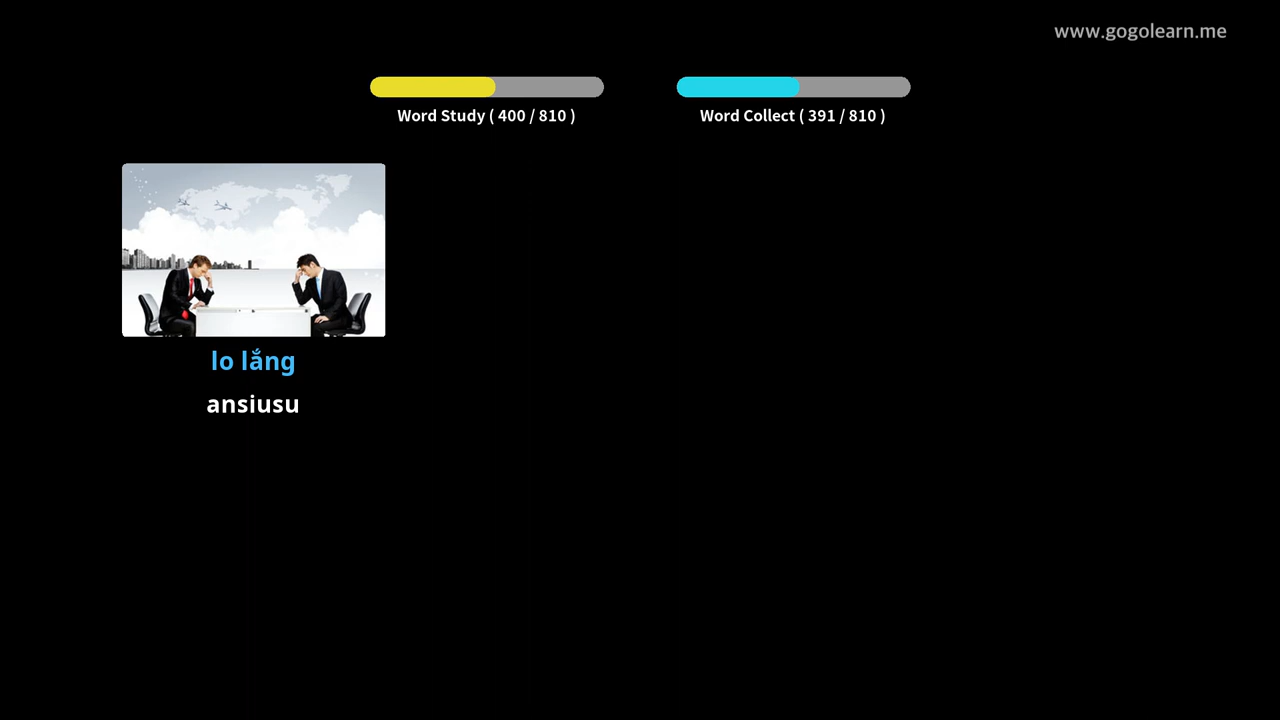 www.gogolearn.me
Word Study ( 400 / 810 )
Word Collect ( 391 / 810 )
lo lắng
ansiusu